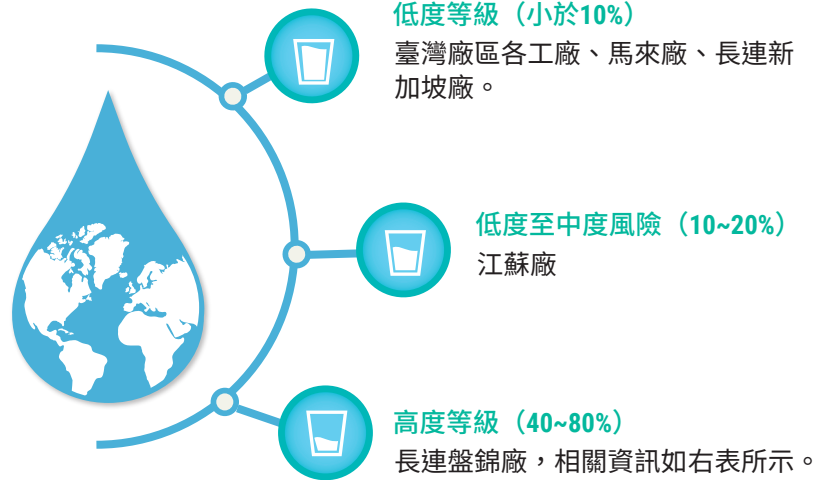 低度等級（小於10%）
臺灣廠區各工廠、馬來廠、長連新
加坡廠。
低度至中度風險（10~20%）
江蘇廠
高度等級（40~80%）
長連盤錦廠，相關資訊如右表所示。